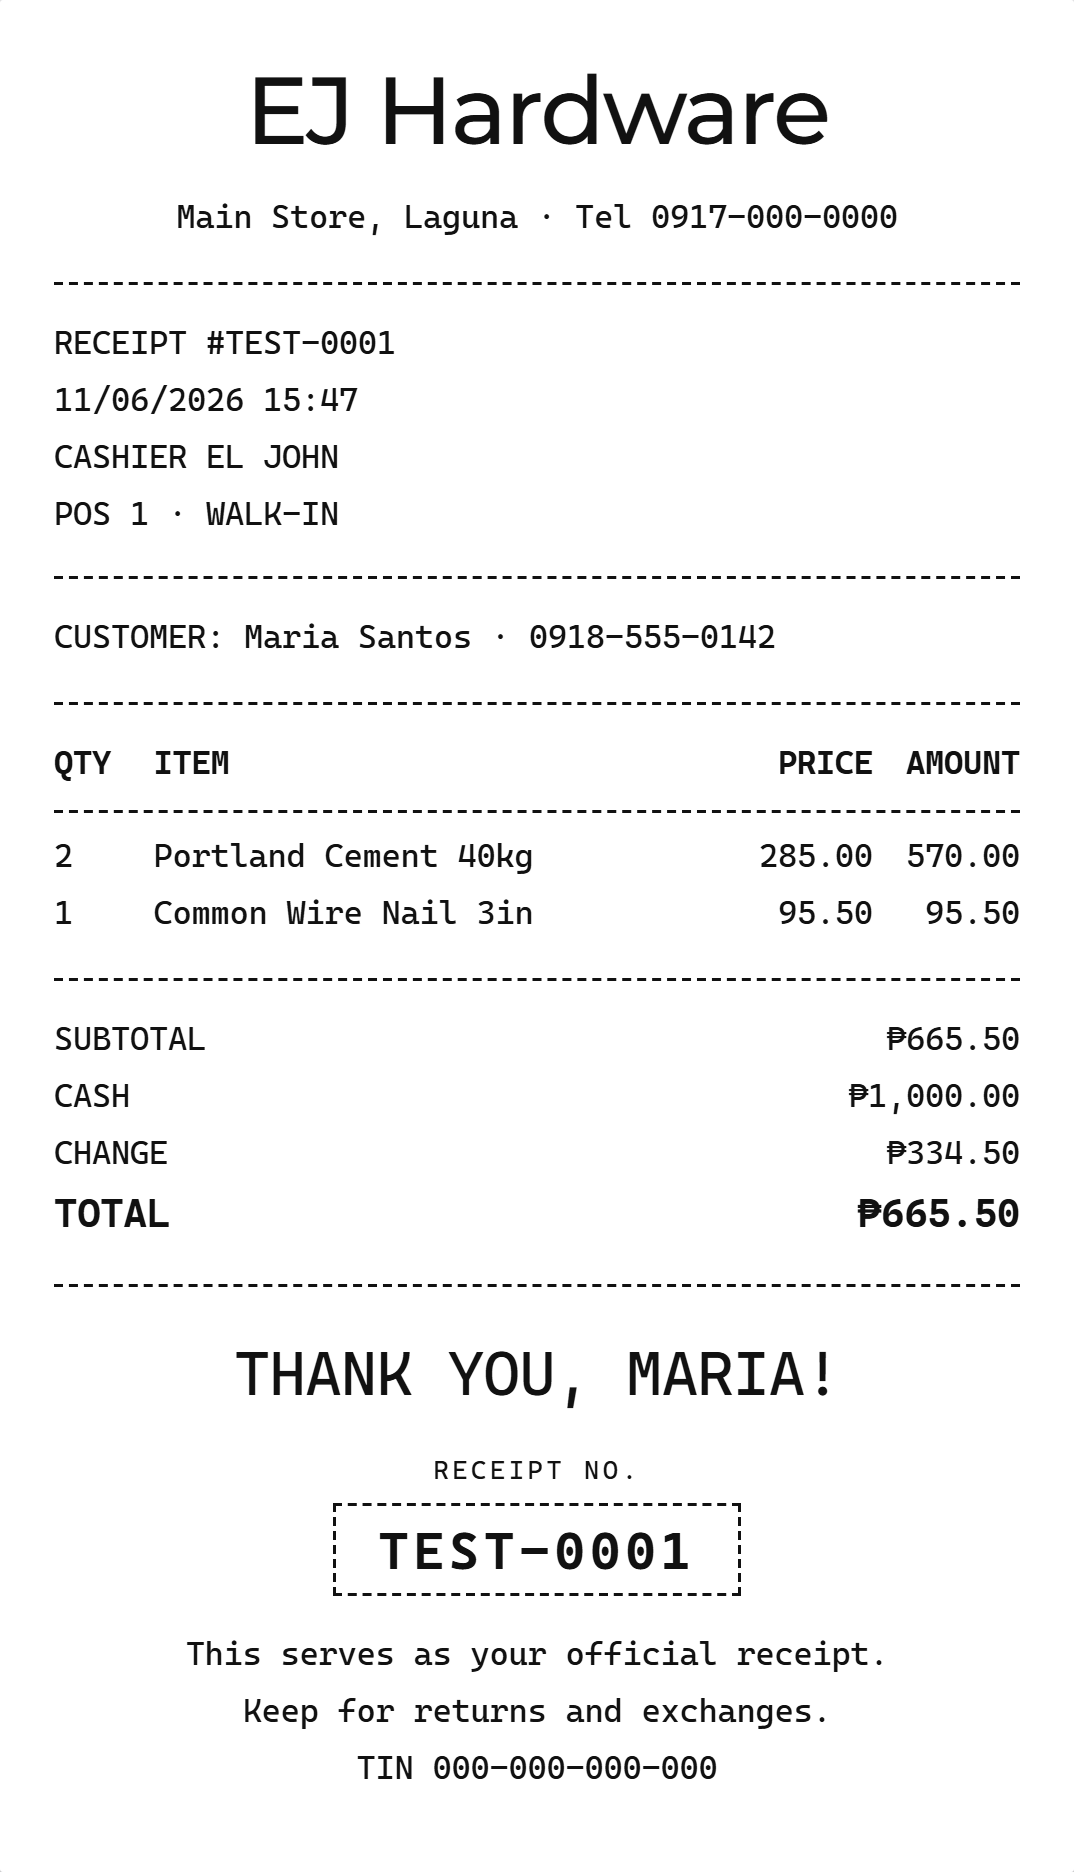 EJ Hardware
Main Store, Laguna · Tel 0917-000-0000
RECEIPT #TEST-0001
11/06/2026 15:47
CASHIER EL JOHN
POS 1 · WALK-IN
CUSTOMER: Maria Santos · 0918-555-0142
QTY ITEM PRICE AMOUNT
2 Portland Cement 40kg 285.00 570.00
1 Common Wire Nail 3in 95.50 95.50
SUBTOTAL ₱665.50
CASH ₱1,000.00
CHANGE ₱334.50
TOTAL ₱665.50
THANK YOU, MARIA!
RECEIPT NO.
TEST-0001
This serves as your official receipt.
Keep for returns and exchanges.
TIN 000-000-000-000